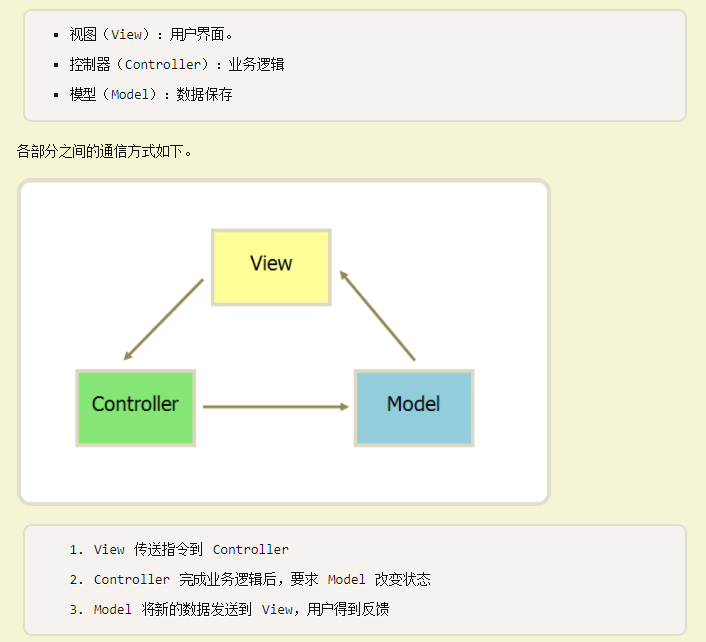 视图（View）：用户界面。
控制器（Controller）：业务逻辑
模型（Model）：数据保存
各部分之间的通信方式如下。
View
Controller
Model
1. View 传送指令到 Controller
2. Controller 完成业务逻辑后，要求 Model 改变状态
3. Model 将新的数据发送到 View，用户得到反馈